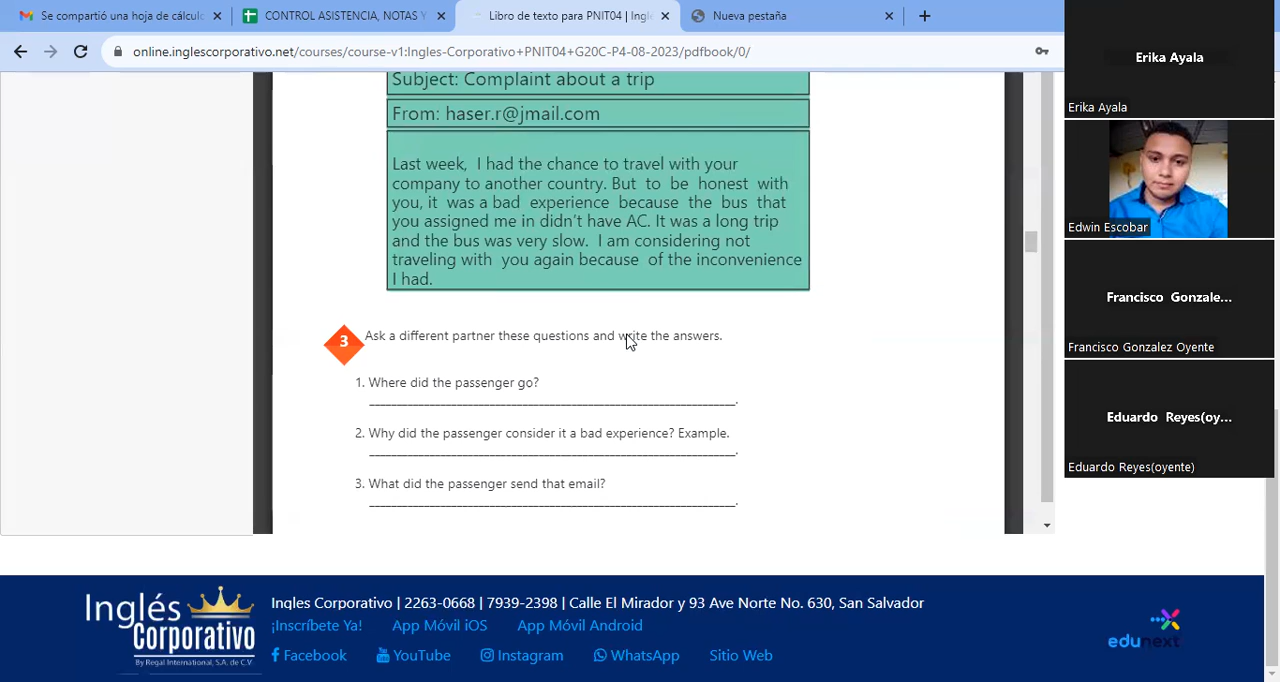 Se compartió una hoja de cálculo
CONTROL ASISTENCIA, NOTAS Y
Libro de texto para PNIT04 | Inglé
Nueva pestaña
online.inglescorporativo.net/courses/course-v1:Ingles-Corporativo+PNIT04+G20C-P4-08-2023/pdfbook/0/
Subject: Complaint about a trip
From: haser.r@jmail.com
Last week, I had the chance to travel with your
company to another country. But to be honest with
you, it was a bad experience because the bus that
you assigned me in didn't have AC. It was a long trip
and the bus was very slow. I am considering not
traveling with you again because of the inconvenience
I had.
3
Ask a different partner these questions and write the answers.
1. Where did the passenger go?
2. Why did the passenger consider it a bad experience? Example.
3. What did the passenger send that email?
Erika Ayala
Erika Ayala
Edwin Escobar
Francisco Gonzale...
Francisco Gonzalez Oyente
Eduardo Reyes(oy...
Eduardo Reyes(oyente)
Inglés
Corporativo
By Regal International, S.A. de C.V
Ingles Corporativo | 2263-0668 | 7939-2398 | Calle El Mirador y 93 Ave Norte No. 630, San Salvador
¡Inscríbete Ya! App Móvil iOS App Móvil Android
Facebook YouTube Instagram WhatsApp Sitio Web
edunext